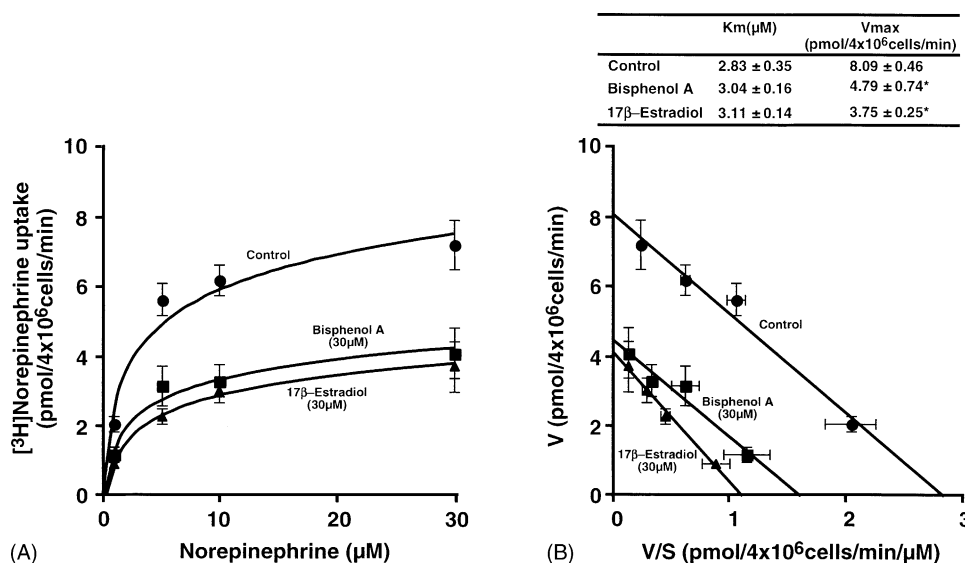 Km(µM) Vmax
(pmol/4x10⁶cells/min)
Control 2.83 ± 0.35 8.09 ± 0.46
Bisphenol A 3.04 ± 0.16 4.79 ± 0.74*
17β–Estradiol 3.11 ± 0.14 3.75 ± 0.25*
[³H]Norepinephrine uptake
(pmol/4x10⁶cells/min)
10
8
6
4
2
0
Control
Bisphenol A
(30µM)
17β–Estradiol
(30µM)
0 10 20 30
(A) Norepinephrine (µM)
V (pmol/4x10⁶cells/min)
10
8
6
4
2
0
Control
Bisphenol A
(30µM)
17β–Estradiol
(30µM)
0 1 2 3
(B) V/S (pmol/4x10⁶cells/min/µM)